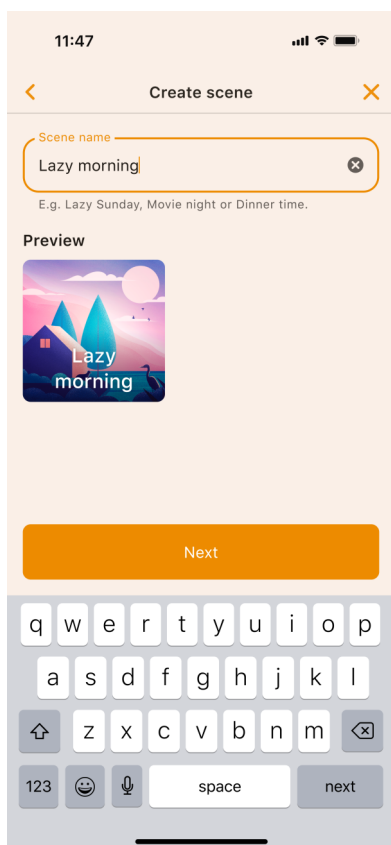 11:47
Create scene
Scene name
Lazy morning
E.g. Lazy Sunday, Movie night or Dinner time.
Preview
Lazy
morning
Next
q w e r t y u i o p
a s d f g h j k l
z x c v b n m
123 space next